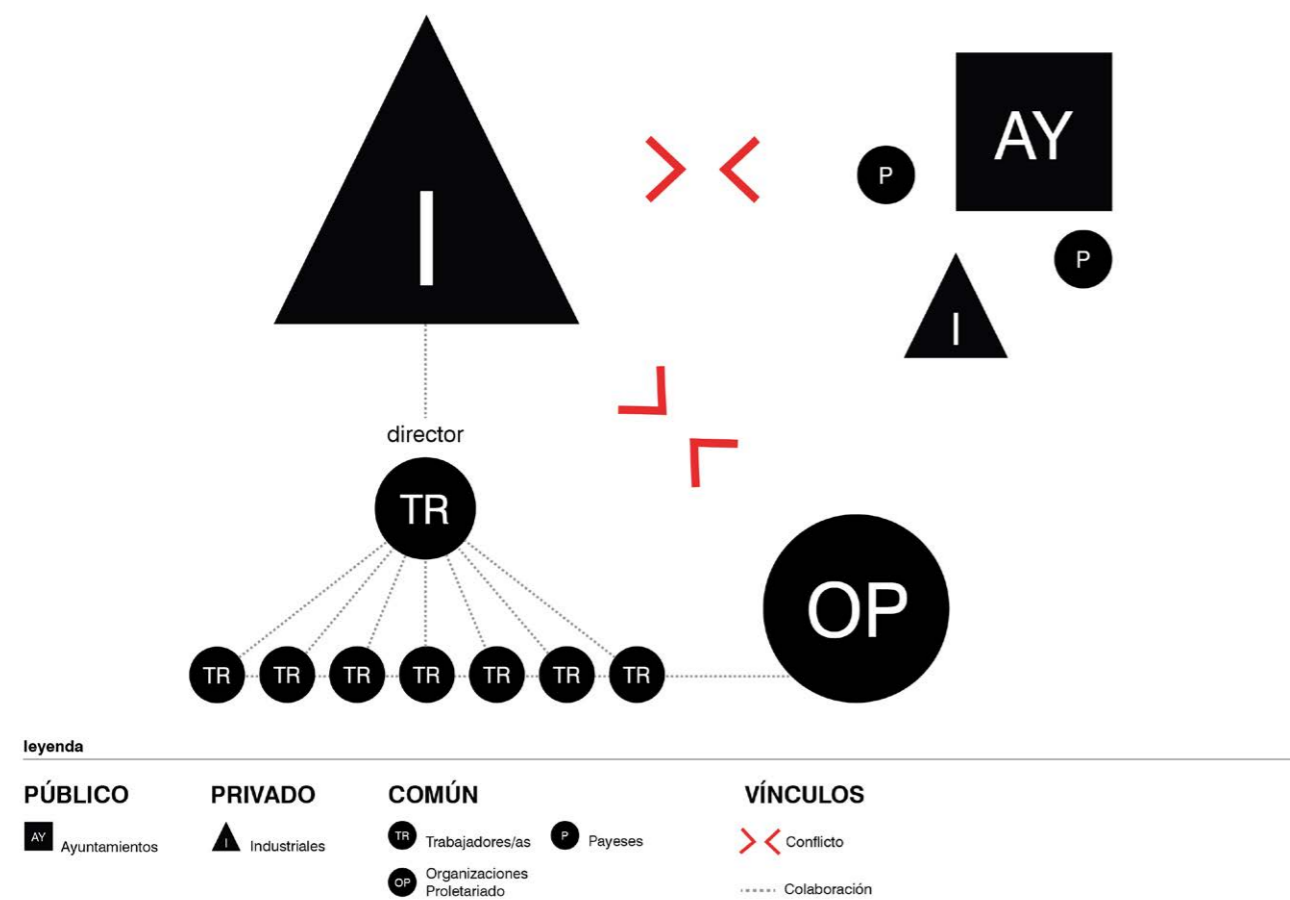 I
AY
P
P
I
director
TR
OP
TR TR TR TR TR TR TR
leyenda
PÚBLICO
AY Ayuntamientos
PRIVADO
I Industriales
COMÚN
TR Trabajadores/as
P Payeses
OP Organizaciones
Proletariado
VÍNCULOS
Conflicto
Colaboración